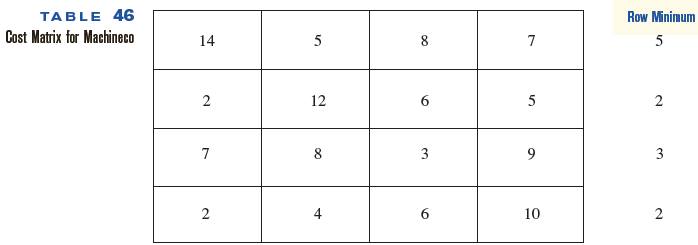 TABLE 46
Cost Matrix for Machineco
Row Minimum
14 5 8 7 5
2 12 6 5 2
7 8 3 9 3
2 4 6 10 2